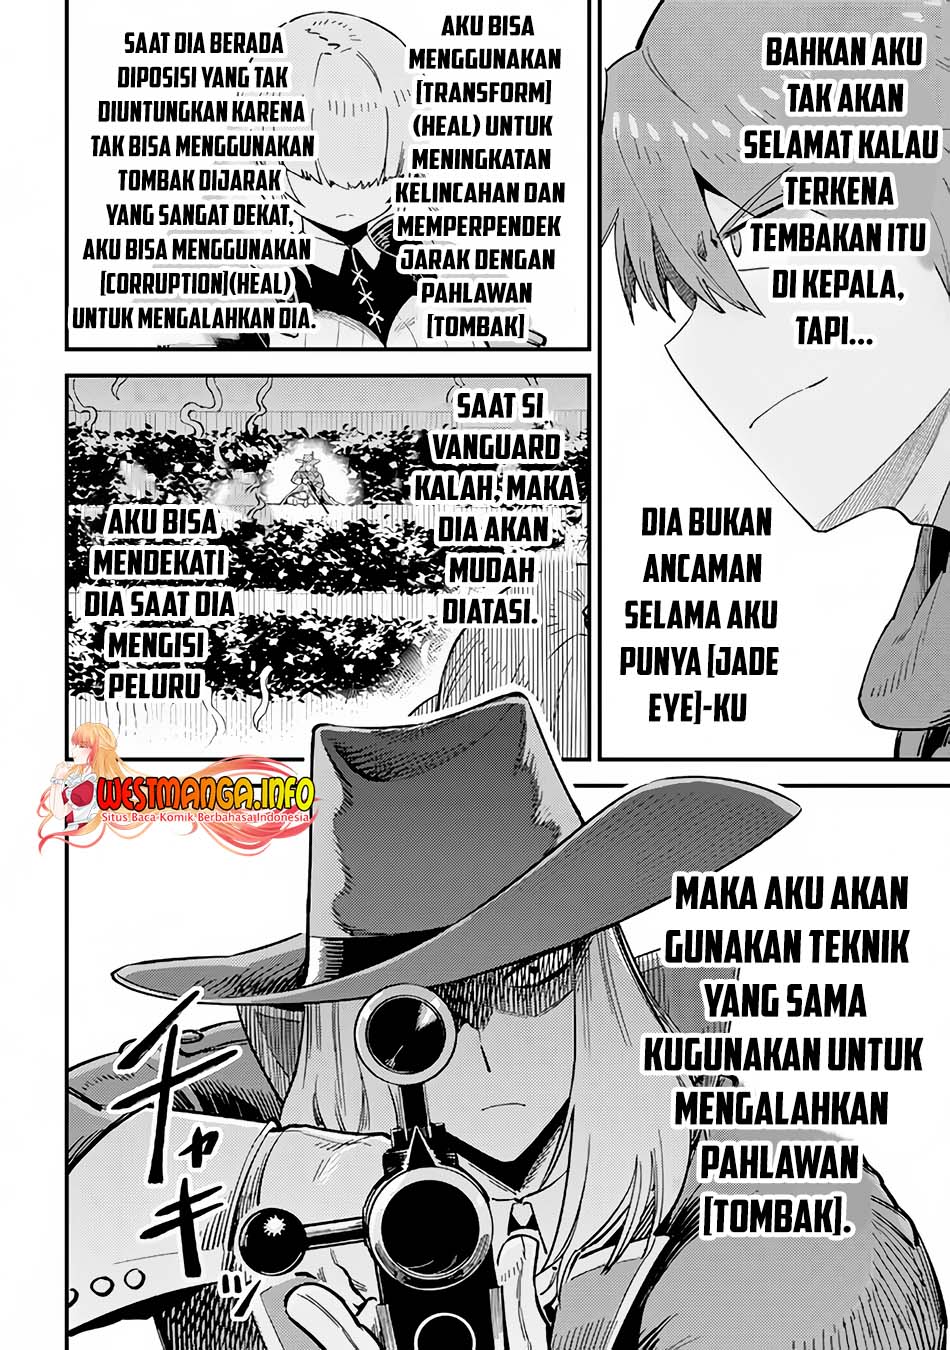 BAHKAN AKU
TAK AKAN
SELAMAT KALAU
TERKENA
TEMBAKAN ITU
DI KEPALA,
TAPI...
DIA BUKAN
ANCAMAN
SELAMA AKU
PUNYA [JADE
EYE]-KU
AKU BISA
MENGGUNAKAN
[TRANSFORM]
(HEAL) UNTUK
MENINGKATAN
KELINCAHAN DAN
MEMPERPENDEK
JARAK DENGAN
PAHLAWAN
[TOMBAK]
SAAT DIA BERADA
DIPOSISI YANG TAK
DIUNTUNGKAN KARENA
TAK BISA MENGGUNAKAN
TOMBAK DIJARAK
YANG SANGAT DEKAT,
AKU BISA MENGGUNAKAN
[CORRUPTION](HEAL)
UNTUK MENGALAHKAN DIA.
SAAT SI
VANGUARD
KALAH, MAKA
DIA AKAN
MUDAH
DIATASI.
AKU BISA
MENDEKATI
DIA SAAT DIA
MENGISI
PELURU
WESTMANGA.INFO
Situs Baca Komik Berbahasa Indonesia
MAKA AKU AKAN
GUNAKAN TEKNIK
YANG SAMA
KUGUNAKAN UNTUK
MENGALAHKAN
PAHLAWAN
[TOMBAK].
チャキッ